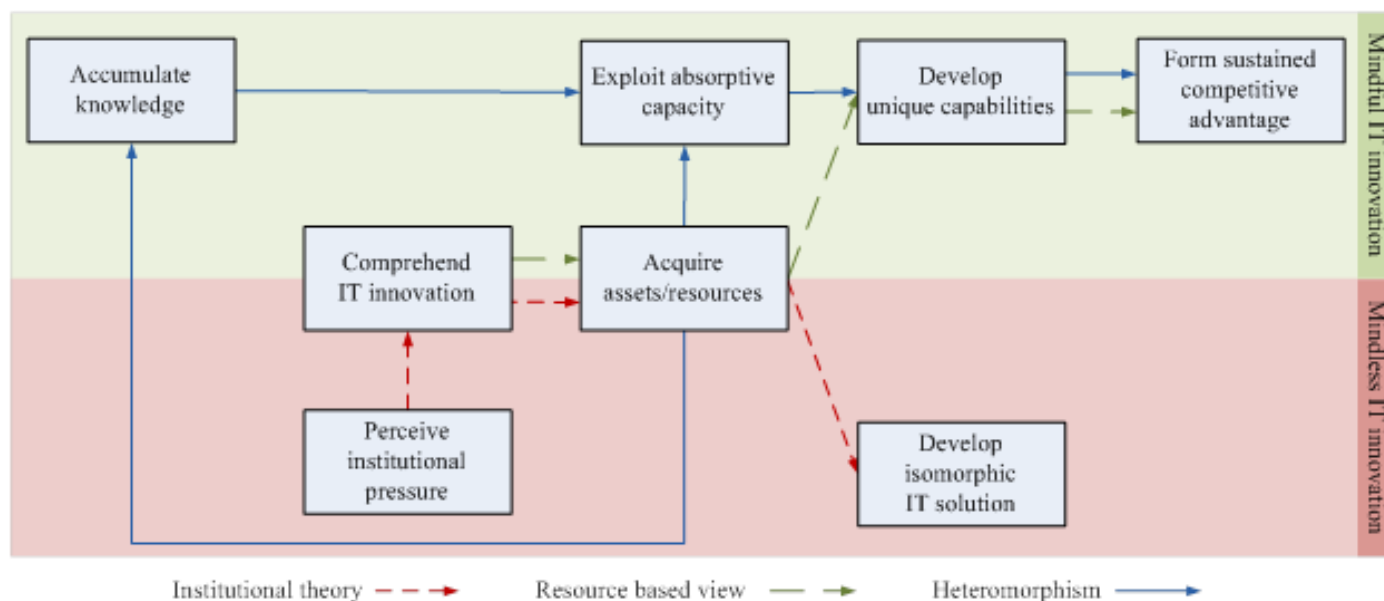 Accumulate
knowledge
Exploit absorptive
capacity
Develop
unique capabilities
Form sustained
competitive
advantage
Mindful IT innovation
Comprehend
IT innovation
Acquire
assets/resources
Perceive
institutional
pressure
Develop
isomorphic
IT solution
Mindless IT innovation
Institutional theory
Resource based view
Heteromorphism